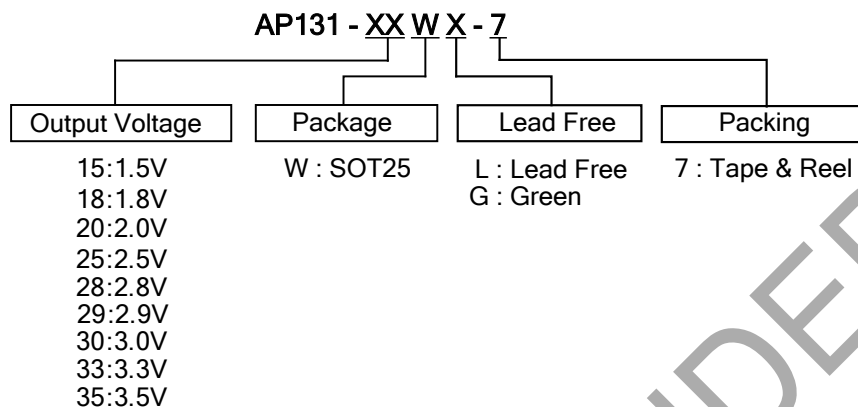 AP131 - XX W X - 7
Output Voltage
15:1.5V
18:1.8V
20:2.0V
25:2.5V
28:2.8V
29:2.9V
30:3.0V
33:3.3V
35:3.5V
Package
W : SOT25
Lead Free
L : Lead Free
G : Green
Packing
7 : Tape & Reel